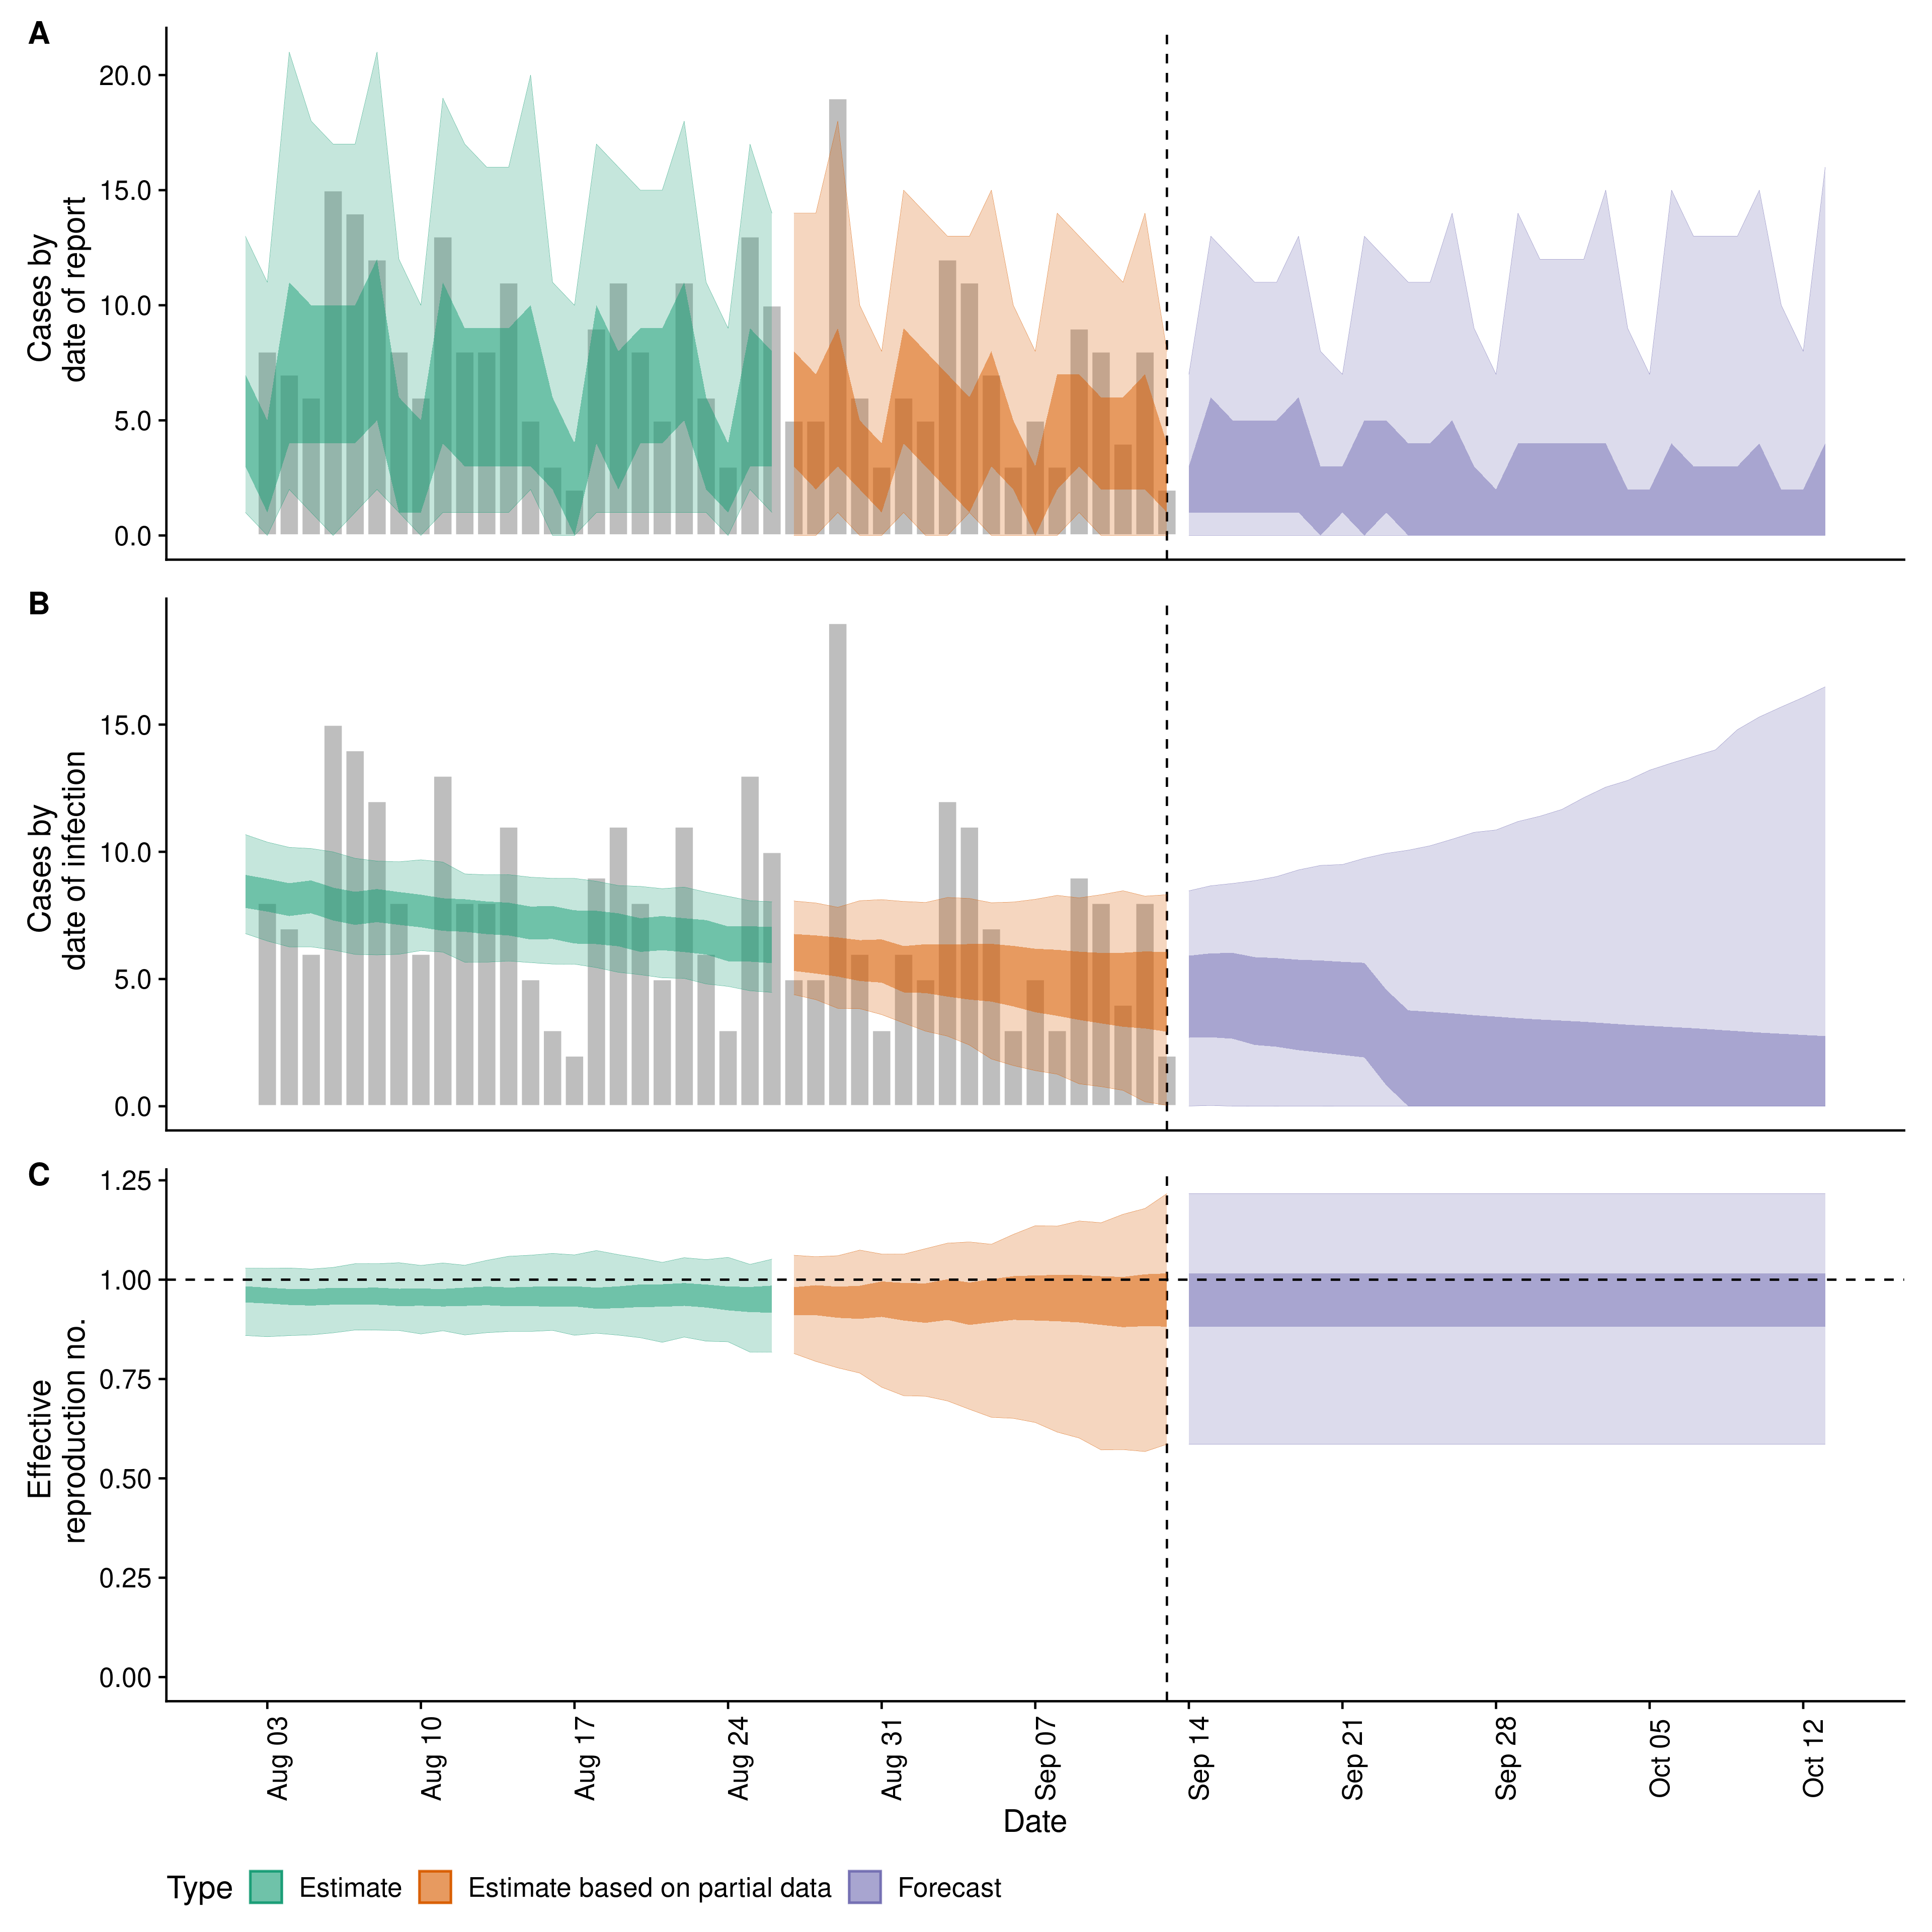 A
20.0
15.0
10.0
5.0
0.0
Cases by
date of report
B
15.0
10.0
5.0
0.0
Cases by
date of infection
C
1.25
1.00
0.75
0.50
0.25
0.00
Effective
reproduction no.
Aug 03
Aug 10
Aug 17
Aug 24
Aug 31
Sep 07
Sep 14
Sep 21
Sep 28
Oct 05
Oct 12
Date
Type Estimate Estimate based on partial data Forecast